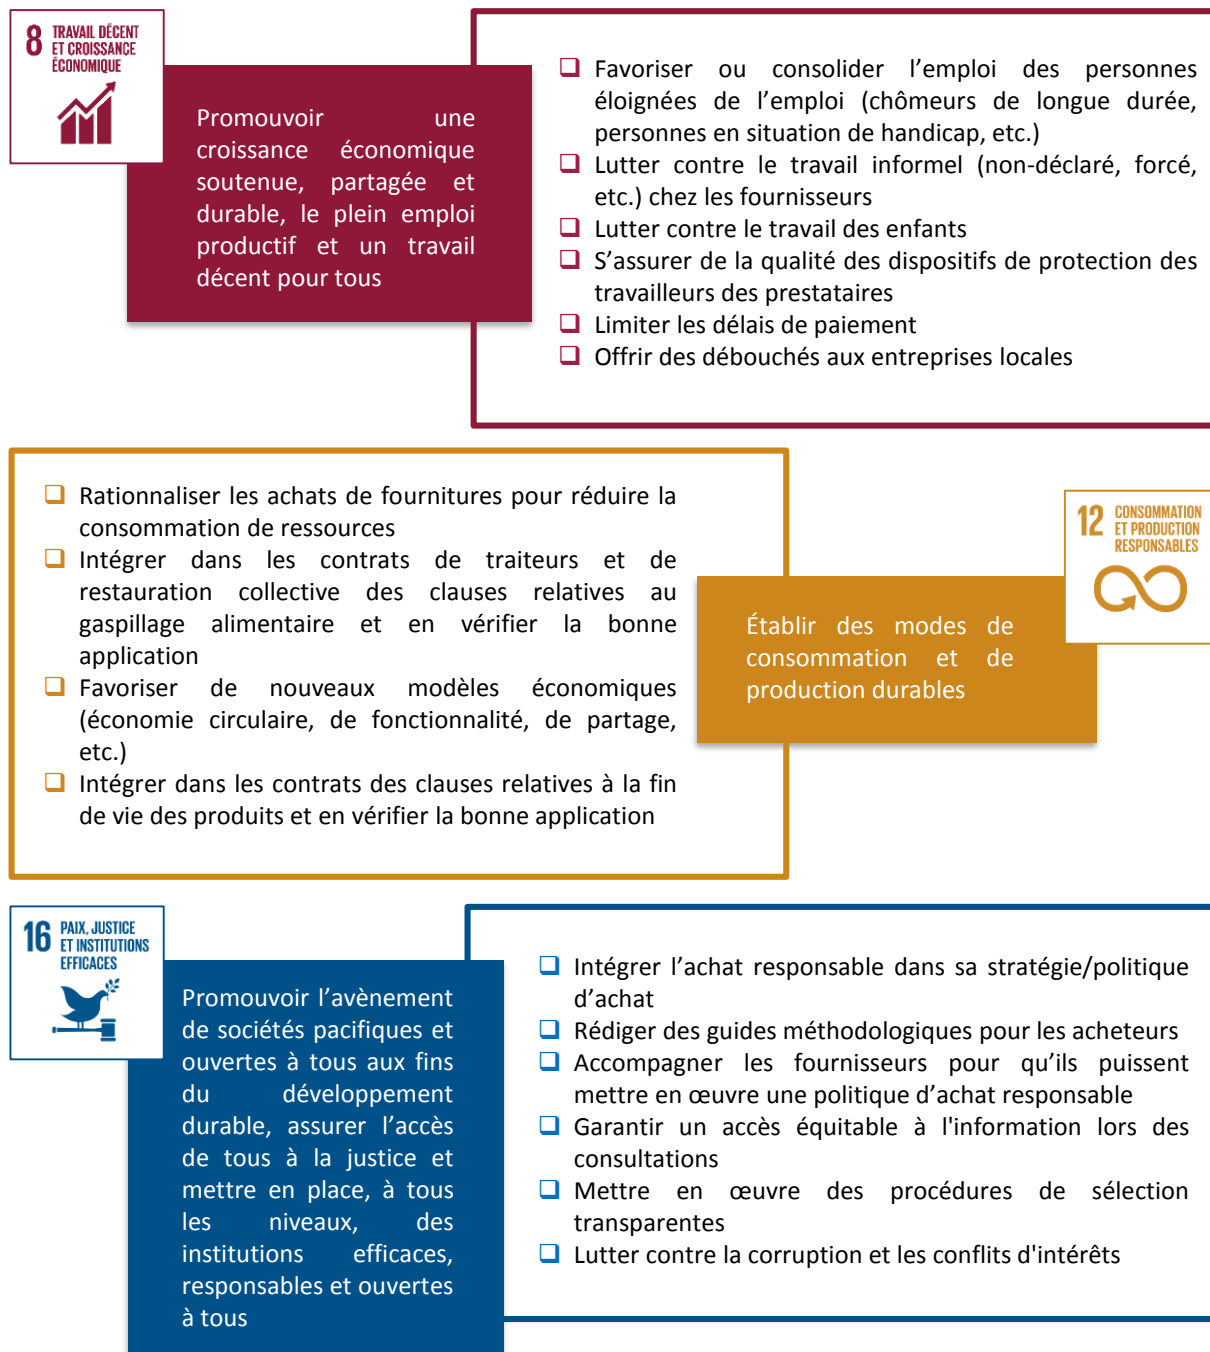 8 TRAVAIL DÉCENT
ET CROISSANCE
ÉCONOMIQUE
Promouvoir une
croissance économique
soutenue, partagée et
durable, le plein emploi
productif et un travail
décent pour tous
Favoriser ou consolider l’emploi des personnes
éloignées de l’emploi (chômeurs de longue durée,
personnes en situation de handicap, etc.)
Lutter contre le travail informel (non-déclaré, forcé,
etc.) chez les fournisseurs
Lutter contre le travail des enfants
S’assurer de la qualité des dispositifs de protection des
travailleurs des prestataires
Limiter les délais de paiement
Offrir des débouchés aux entreprises locales
Rationnaliser les achats de fournitures pour réduire la
consommation de ressources
Intégrer dans les contrats de traiteurs et de
restauration collective des clauses relatives au
gaspillage alimentaire et en vérifier la bonne
application
Favoriser de nouveaux modèles économiques
(économie circulaire, de fonctionnalité, de partage,
etc.)
Intégrer dans les contrats des clauses relatives à la fin
de vie des produits et en vérifier la bonne application
12 CONSOMMATION
ET PRODUCTION
RESPONSABLES
Établir des modes de
consommation et de
production durables
16 PAIX, JUSTICE
ET INSTITUTIONS
EFFICACES
Promouvoir l’avènement
de sociétés pacifiques et
ouvertes à tous aux fins
du développement
durable, assurer l’accès
de tous à la justice et
mettre en place, à tous
les niveaux, des
institutions efficaces,
responsables et ouvertes
à tous
Intégrer l’achat responsable dans sa stratégie/politique
d’achat
Rédiger des guides méthodologiques pour les acheteurs
Accompagner les fournisseurs pour qu’ils puissent
mettre en œuvre une politique d’achat responsable
Garantir un accès équitable à l'information lors des
consultations
Mettre en œuvre des procédures de sélection
transparentes
Lutter contre la corruption et les conflits d'intérêts